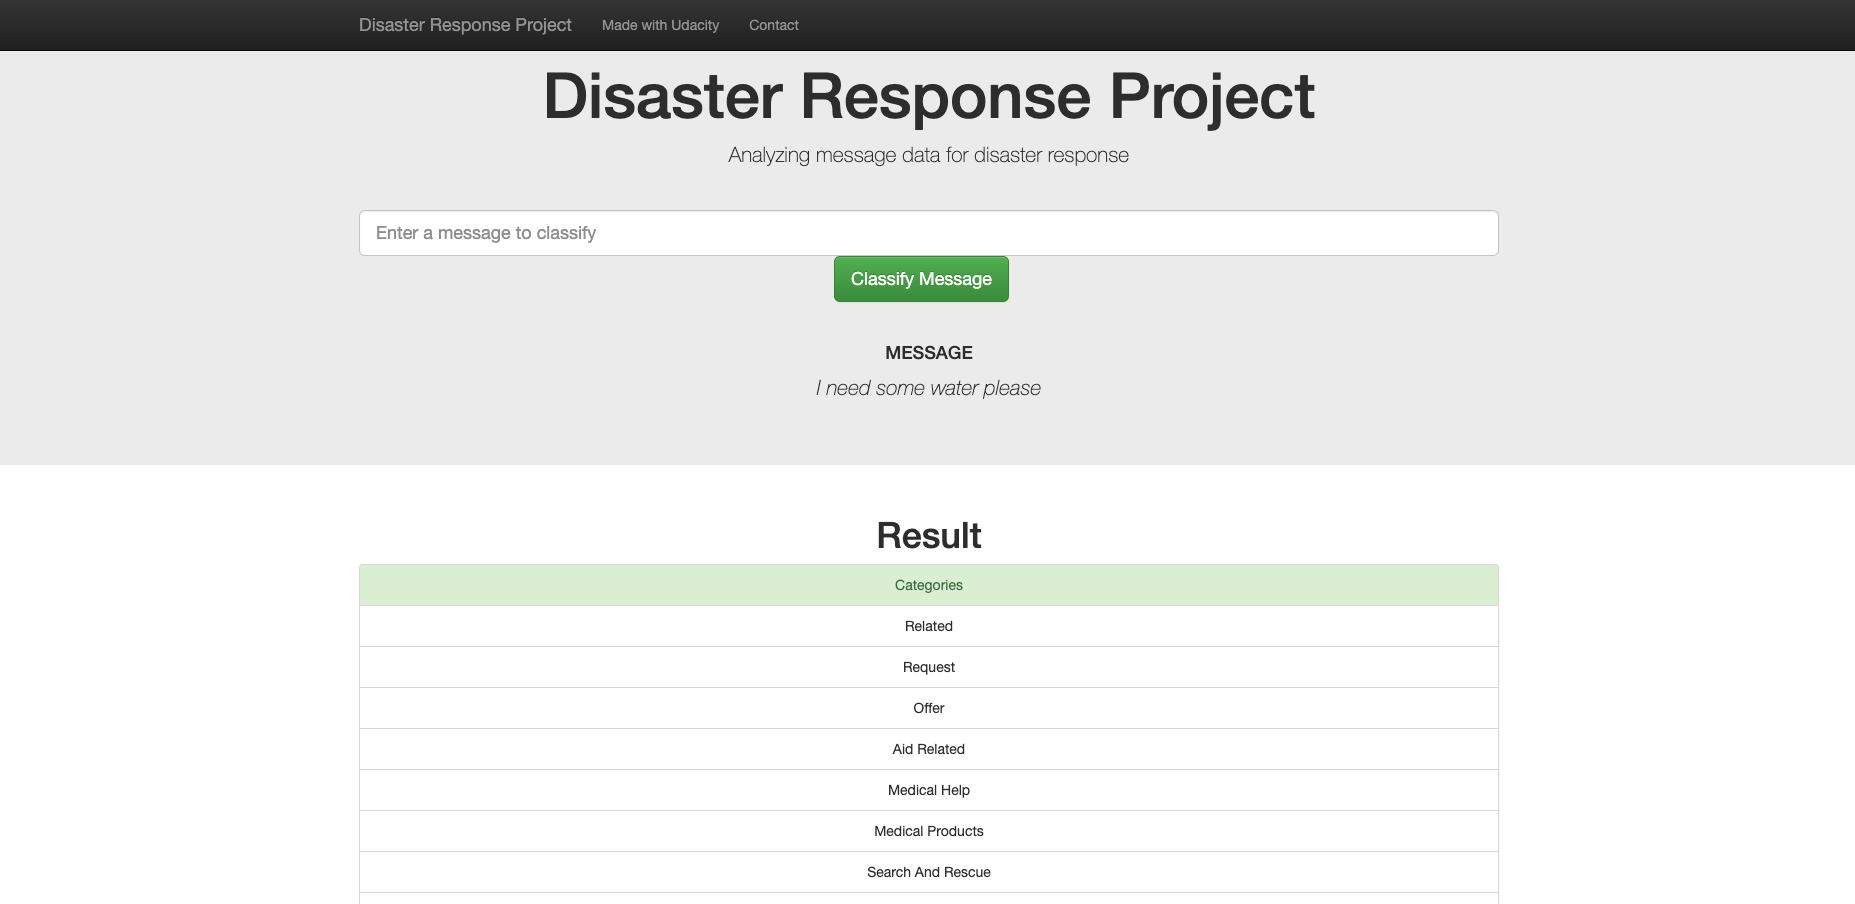 Disaster Response Project Made with Udacity Contact
Disaster Response Project
Analyzing message data for disaster response
Enter a message to classify
Classify Message
MESSAGE
I need some water please
Result
Categories
Related
Request
Offer
Aid Related
Medical Help
Medical Products
Search And Rescue